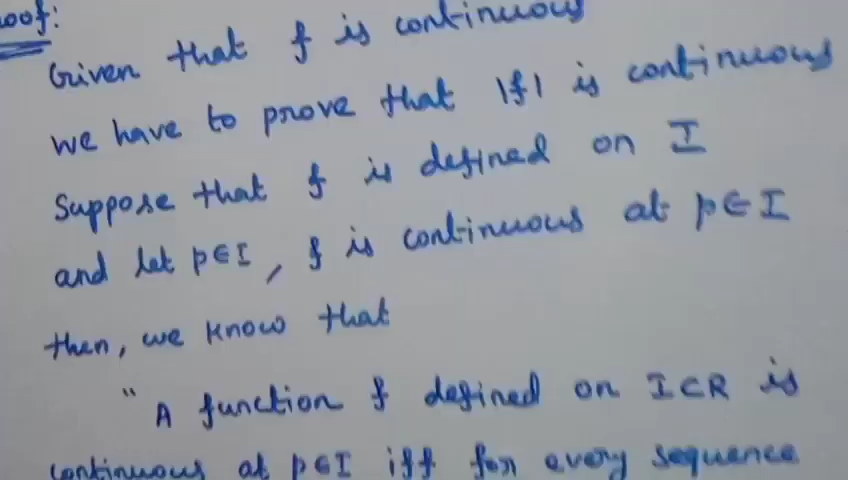 oof:
Given that f is continuous
we have to prove that |f| is continuous
Suppose that f is defined on I
and let p∈I, f is continuous at p∈I
then, we know that
"A function f defined on I⊂R is
continuous at p∈I iff for every sequence